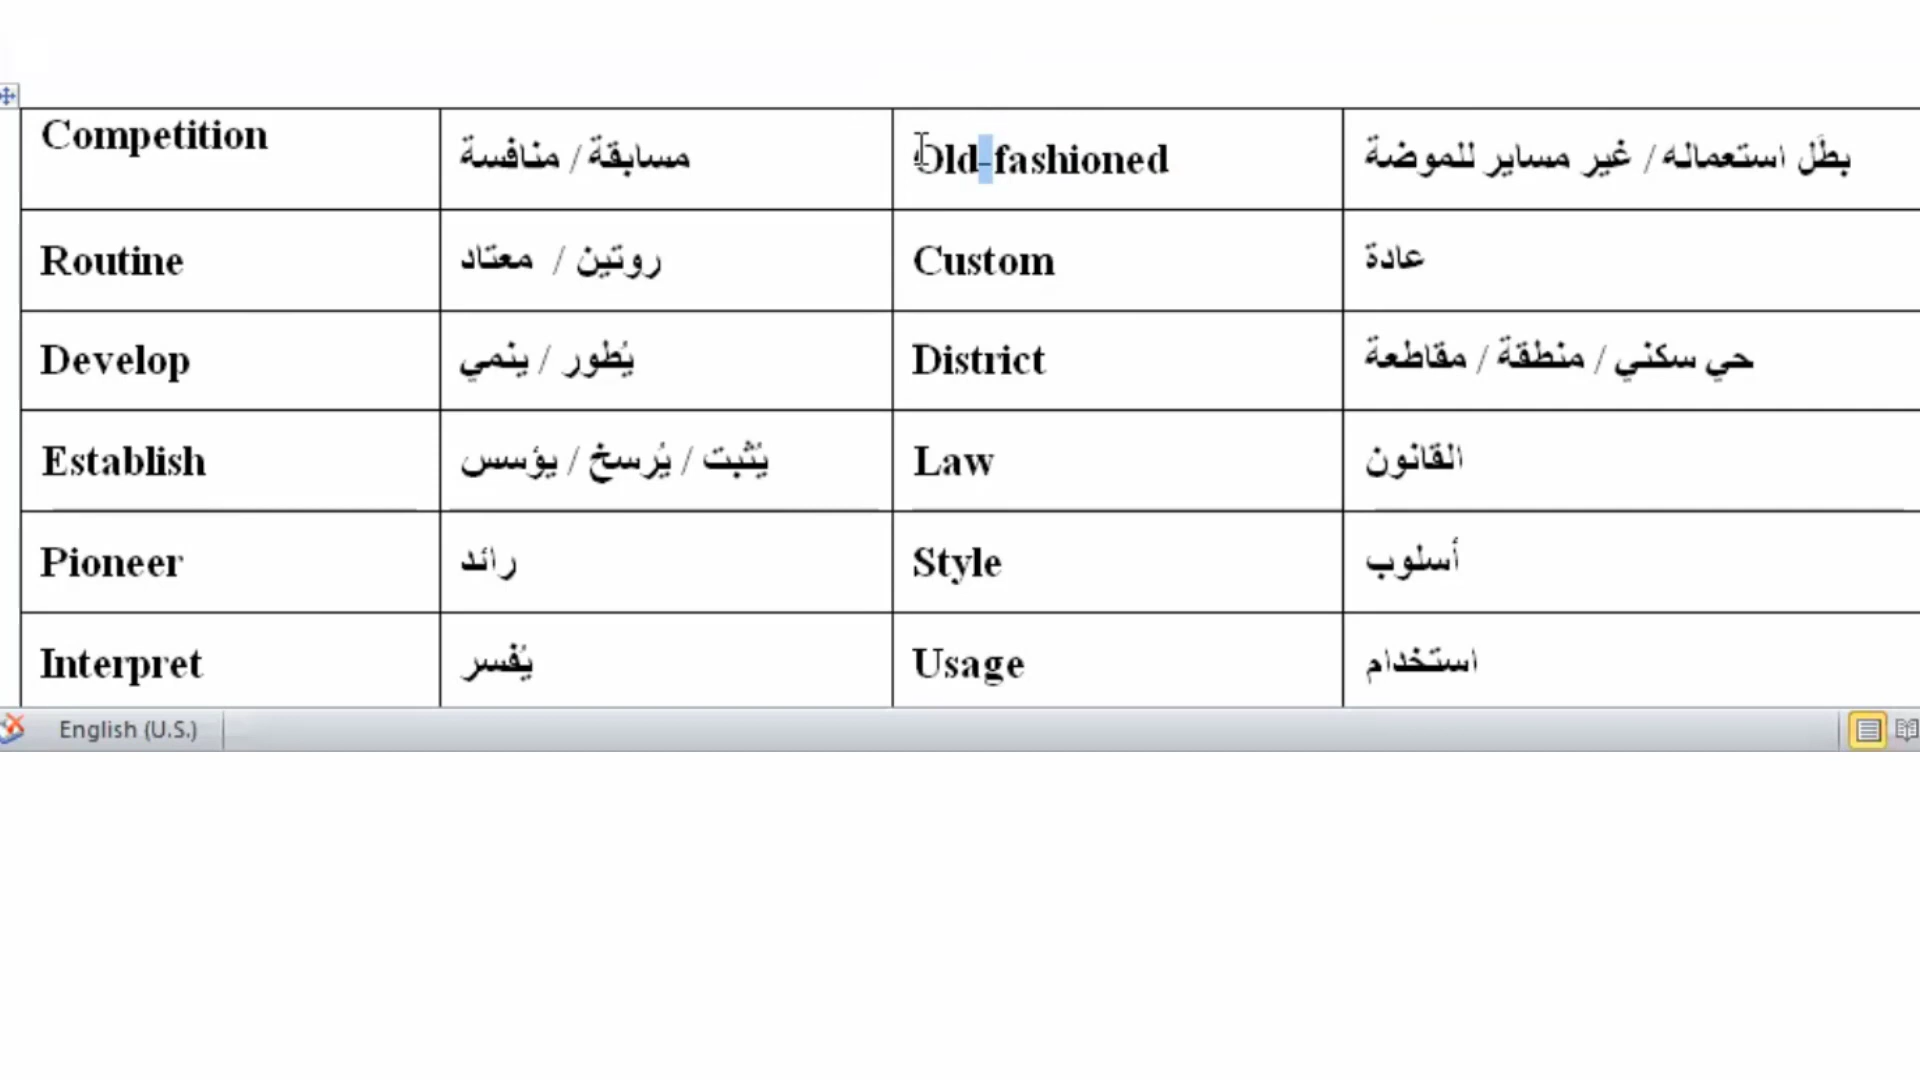 Competition مسابقة / منافسة Old-fashioned بطَل استعماله / غير مساير للموضة
Routine روتين / معتاد Custom عادة
Develop يُطور / ينمي District حي سكني / منطقة / مقاطعة
Establish يُثبت / يُرسخ / يؤسس Law القانون
Pioneer رائد Style أسلوب
Interpret يُفسر Usage استخدام
English (U.S.)